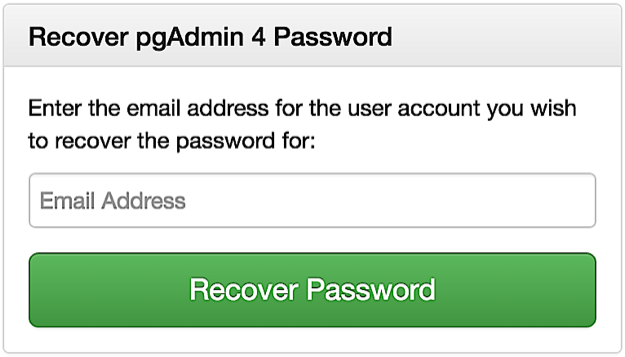 Recover pgAdmin 4 Password
Enter the email address for the user account you wish
to recover the password for:
Email Address
Recover Password